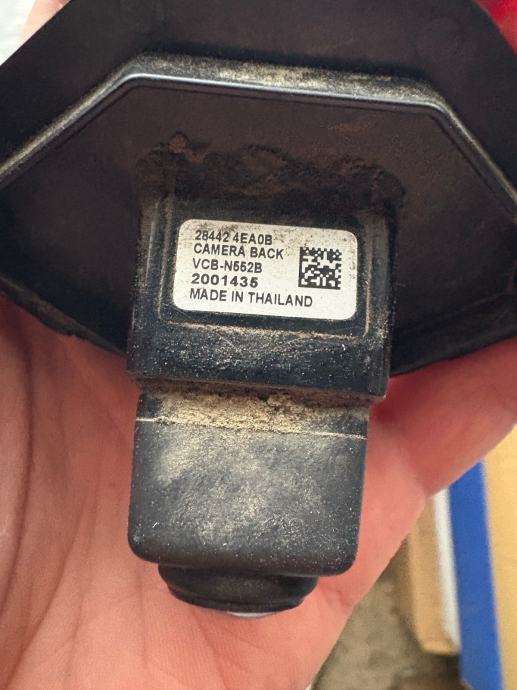 28442 4EA0B
CAMERA BACK
VCB-N552B
2001435
MADE IN THAILAND